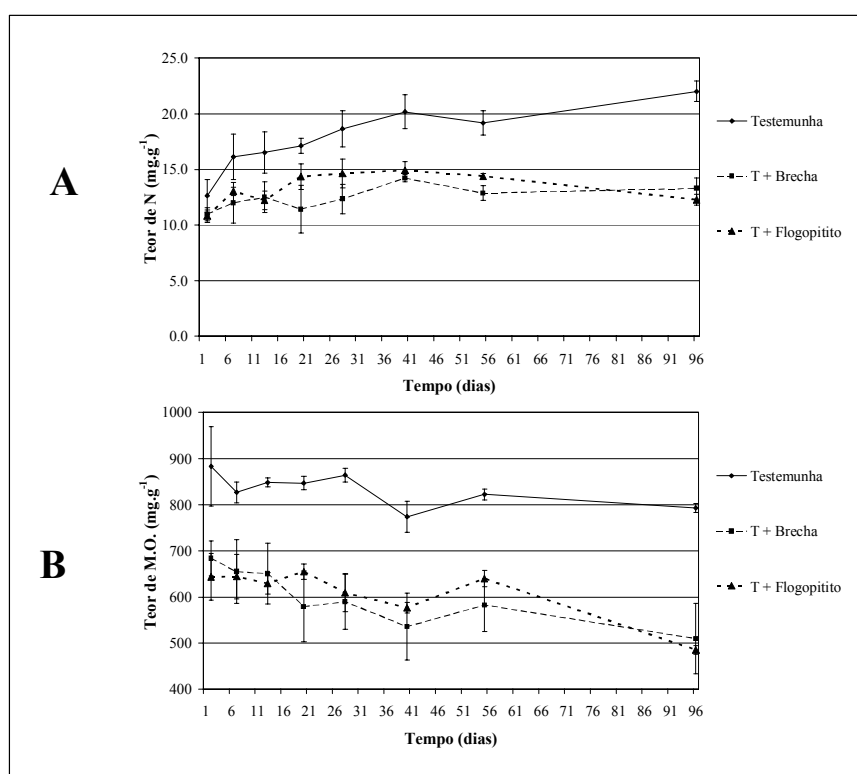 A
Teor de N (mg.g-1)
25.0
20.0
15.0
10.0
5.0
0.0
1 6 11 16 21 26 31 36 41 46 51 56 61 66 71 76 81 86 91 96
Tempo (dias)
Testemunha
T + Brecha
T + Flogopitito
B
Teor de M.O. (mg.g-1)
1000
900
800
700
600
500
400
1 6 11 16 21 26 31 36 41 46 51 56 61 66 71 76 81 86 91 96
Tempo (dias)
Testemunha
T + Brecha
T + Flogopitito